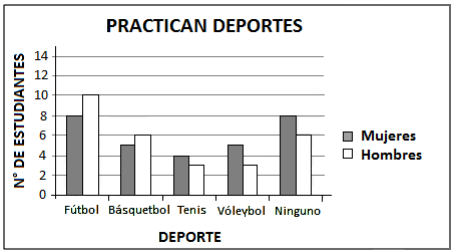 PRACTICAN DEPORTES
N° DE ESTUDIANTES
14
12
10
8
6
4
2
0
Fútbol Básquetbol Tenis Vóleybol Ninguno
DEPORTE
Mujeres
Hombres